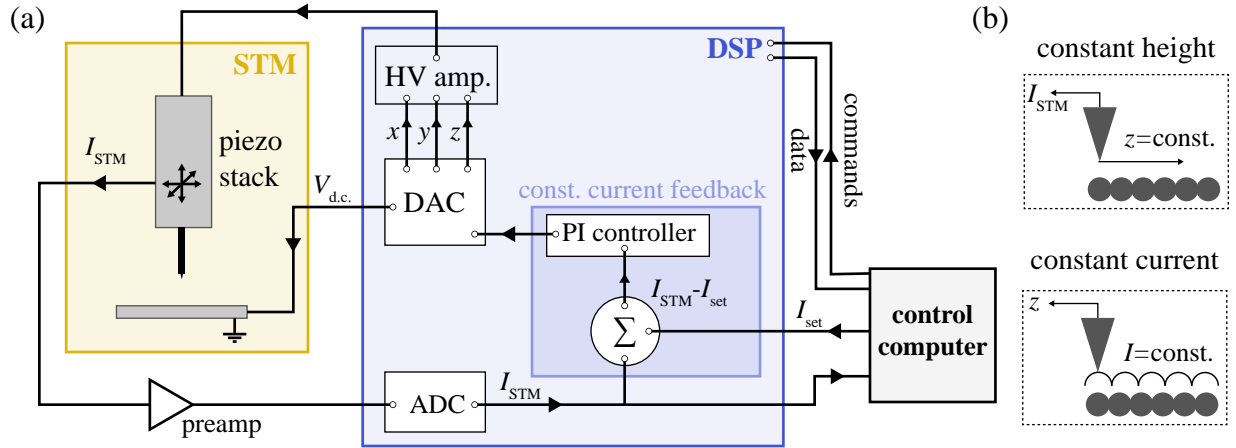 (a)
STM
piezo
stack
I_STM
V_d.c.
preamp
DSP
HV amp.
x y z
DAC
const. current feedback
PI controller
I_STM-I_set
Σ
ADC
I_STM
commands
data
I_set
control
computer
(b)
constant height
I_STM
z=const.
constant current
z
I=const.